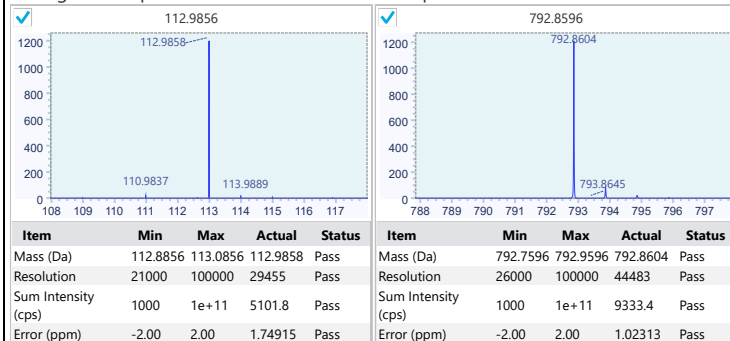 112.9856
1200
1000
800
600
400
200
0
112.9858
110.9837
113.9889
108 109 110 111 112 113 114 115 116 117
Item Min Max Actual Status
Mass (Da) 112.8856 113.0856 112.9858 Pass
Resolution 21000 100000 29455 Pass
Sum Intensity (cps) 1000 1e+11 5101.8 Pass
Error (ppm) -2.00 2.00 1.74915 Pass
792.8596
1200
1000
800
600
400
200
0
792.8604
793.8645
788 789 790 791 792 793 794 795 796 797
Item Min Max Actual Status
Mass (Da) 792.7596 792.9596 792.8604 Pass
Resolution 26000 100000 44483 Pass
Sum Intensity (cps) 1000 1e+11 9333.4 Pass
Error (ppm) -2.00 2.00 1.02313 Pass